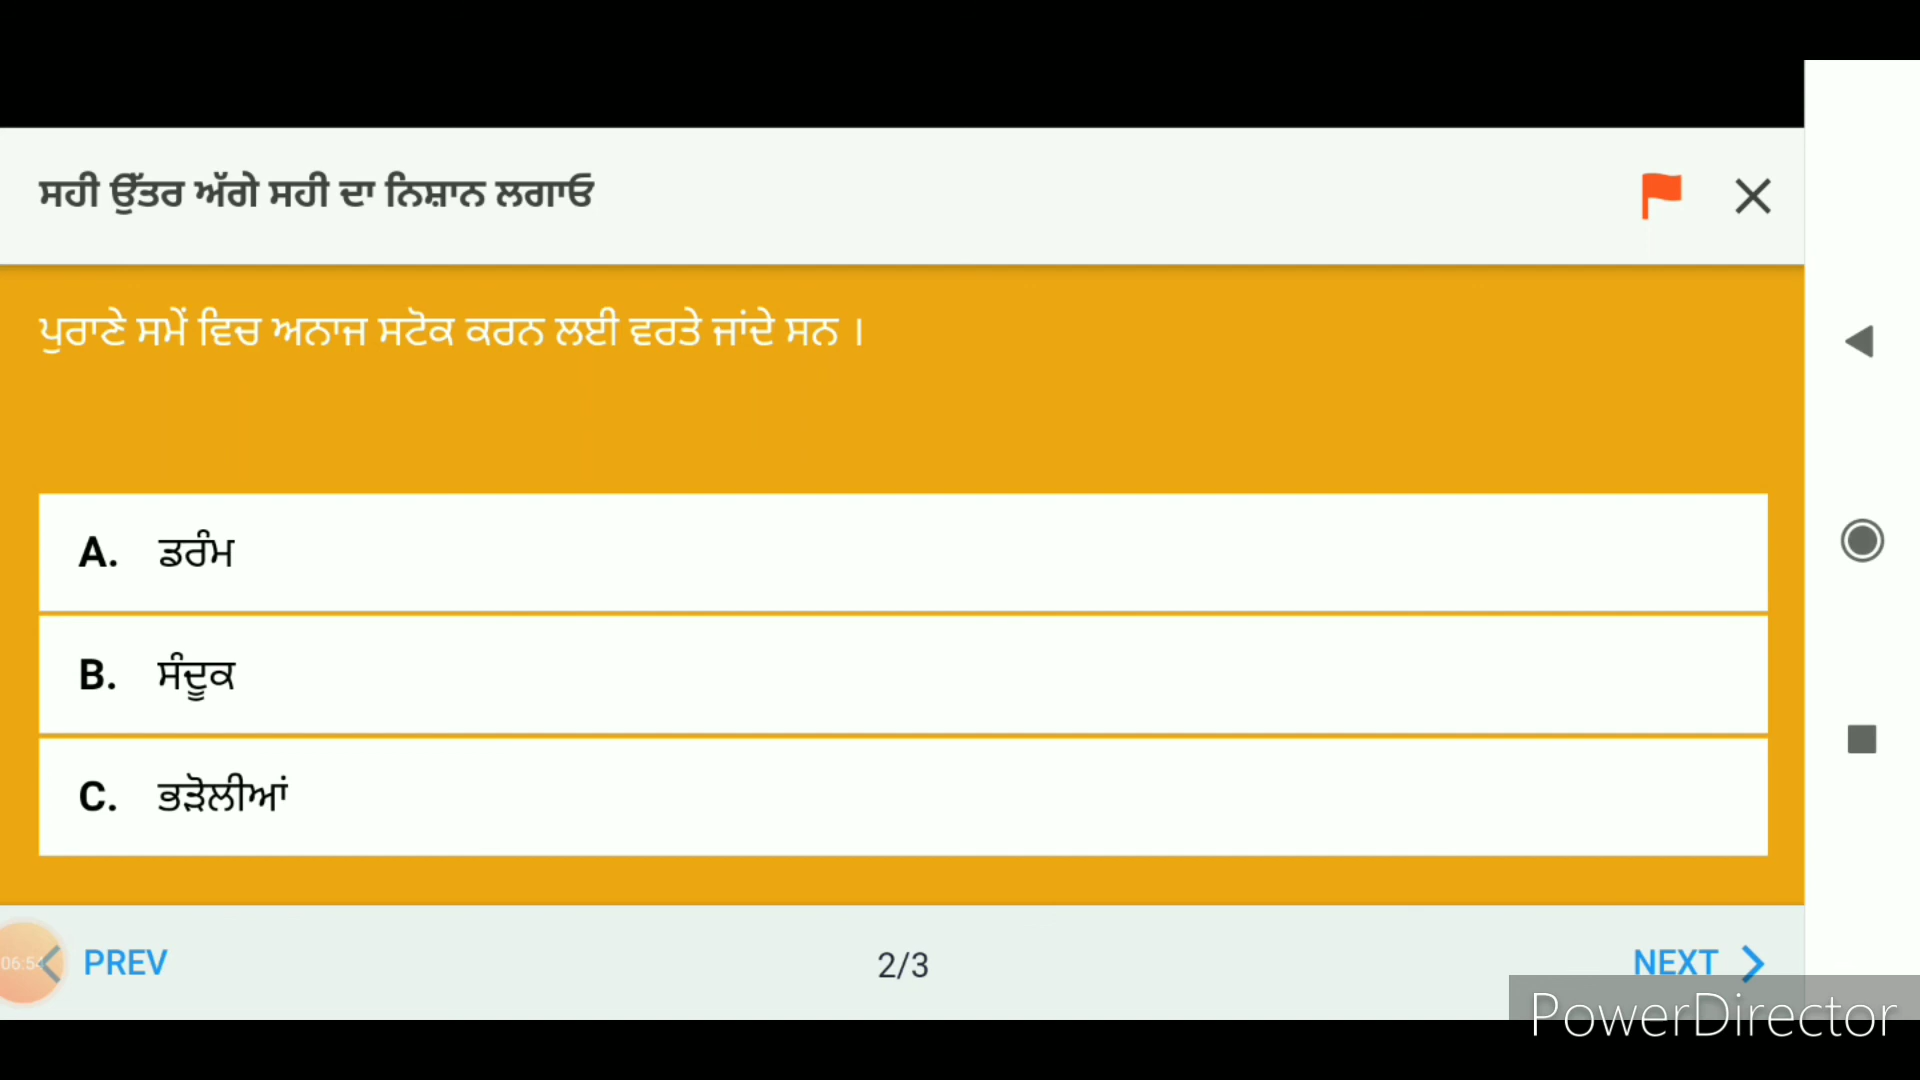 ਸਹੀ ਉੱਤਰ ਅੱਗੇ ਸਹੀ ਦਾ ਨਿਸ਼ਾਨ ਲਗਾਓ
ਪੁਰਾਣੇ ਸਮੇਂ ਵਿਚ ਅਨਾਜ ਸਟੋਕ ਕਰਨ ਲਈ ਵਰਤੇ ਜਾਂਦੇ ਸਨ ।
A. ਡਰੰਮ
B. ਸੰਦੂਕ
C. ਭੜੋਲੀਆਂ
PREV
2/3
NEXT
PowerDirector